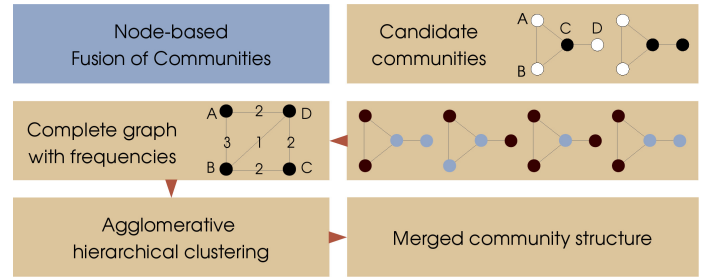 Node-based
Fusion of Communities
Candidate
communities
A
C
D
B
Complete graph
with frequencies
A
2
D
3
1
2
B
2
C
Agglomerative
hierarchical clustering
Merged community structure